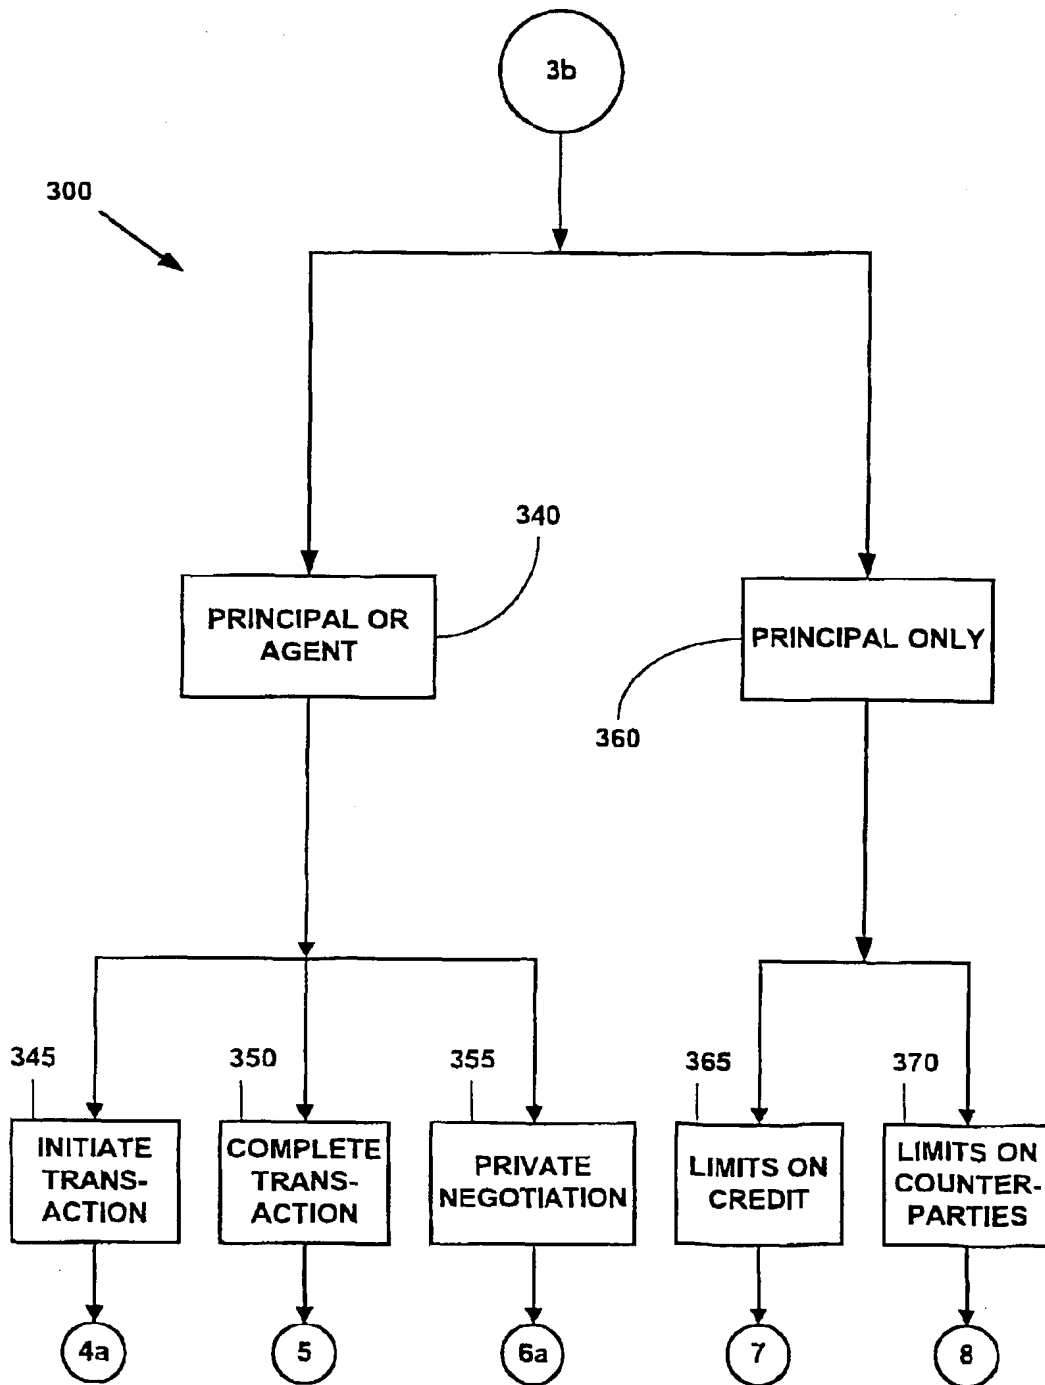 3b
300
340
PRINCIPAL OR
AGENT
PRINCIPAL ONLY
360
345
350
355
365
370
INITIATE
TRANS-
ACTION
COMPLETE
TRANS-
ACTION
PRIVATE
NEGOTIATION
LIMITS ON
CREDIT
LIMITS ON
COUNTER-
PARTIES
4a
5
6a
7
8